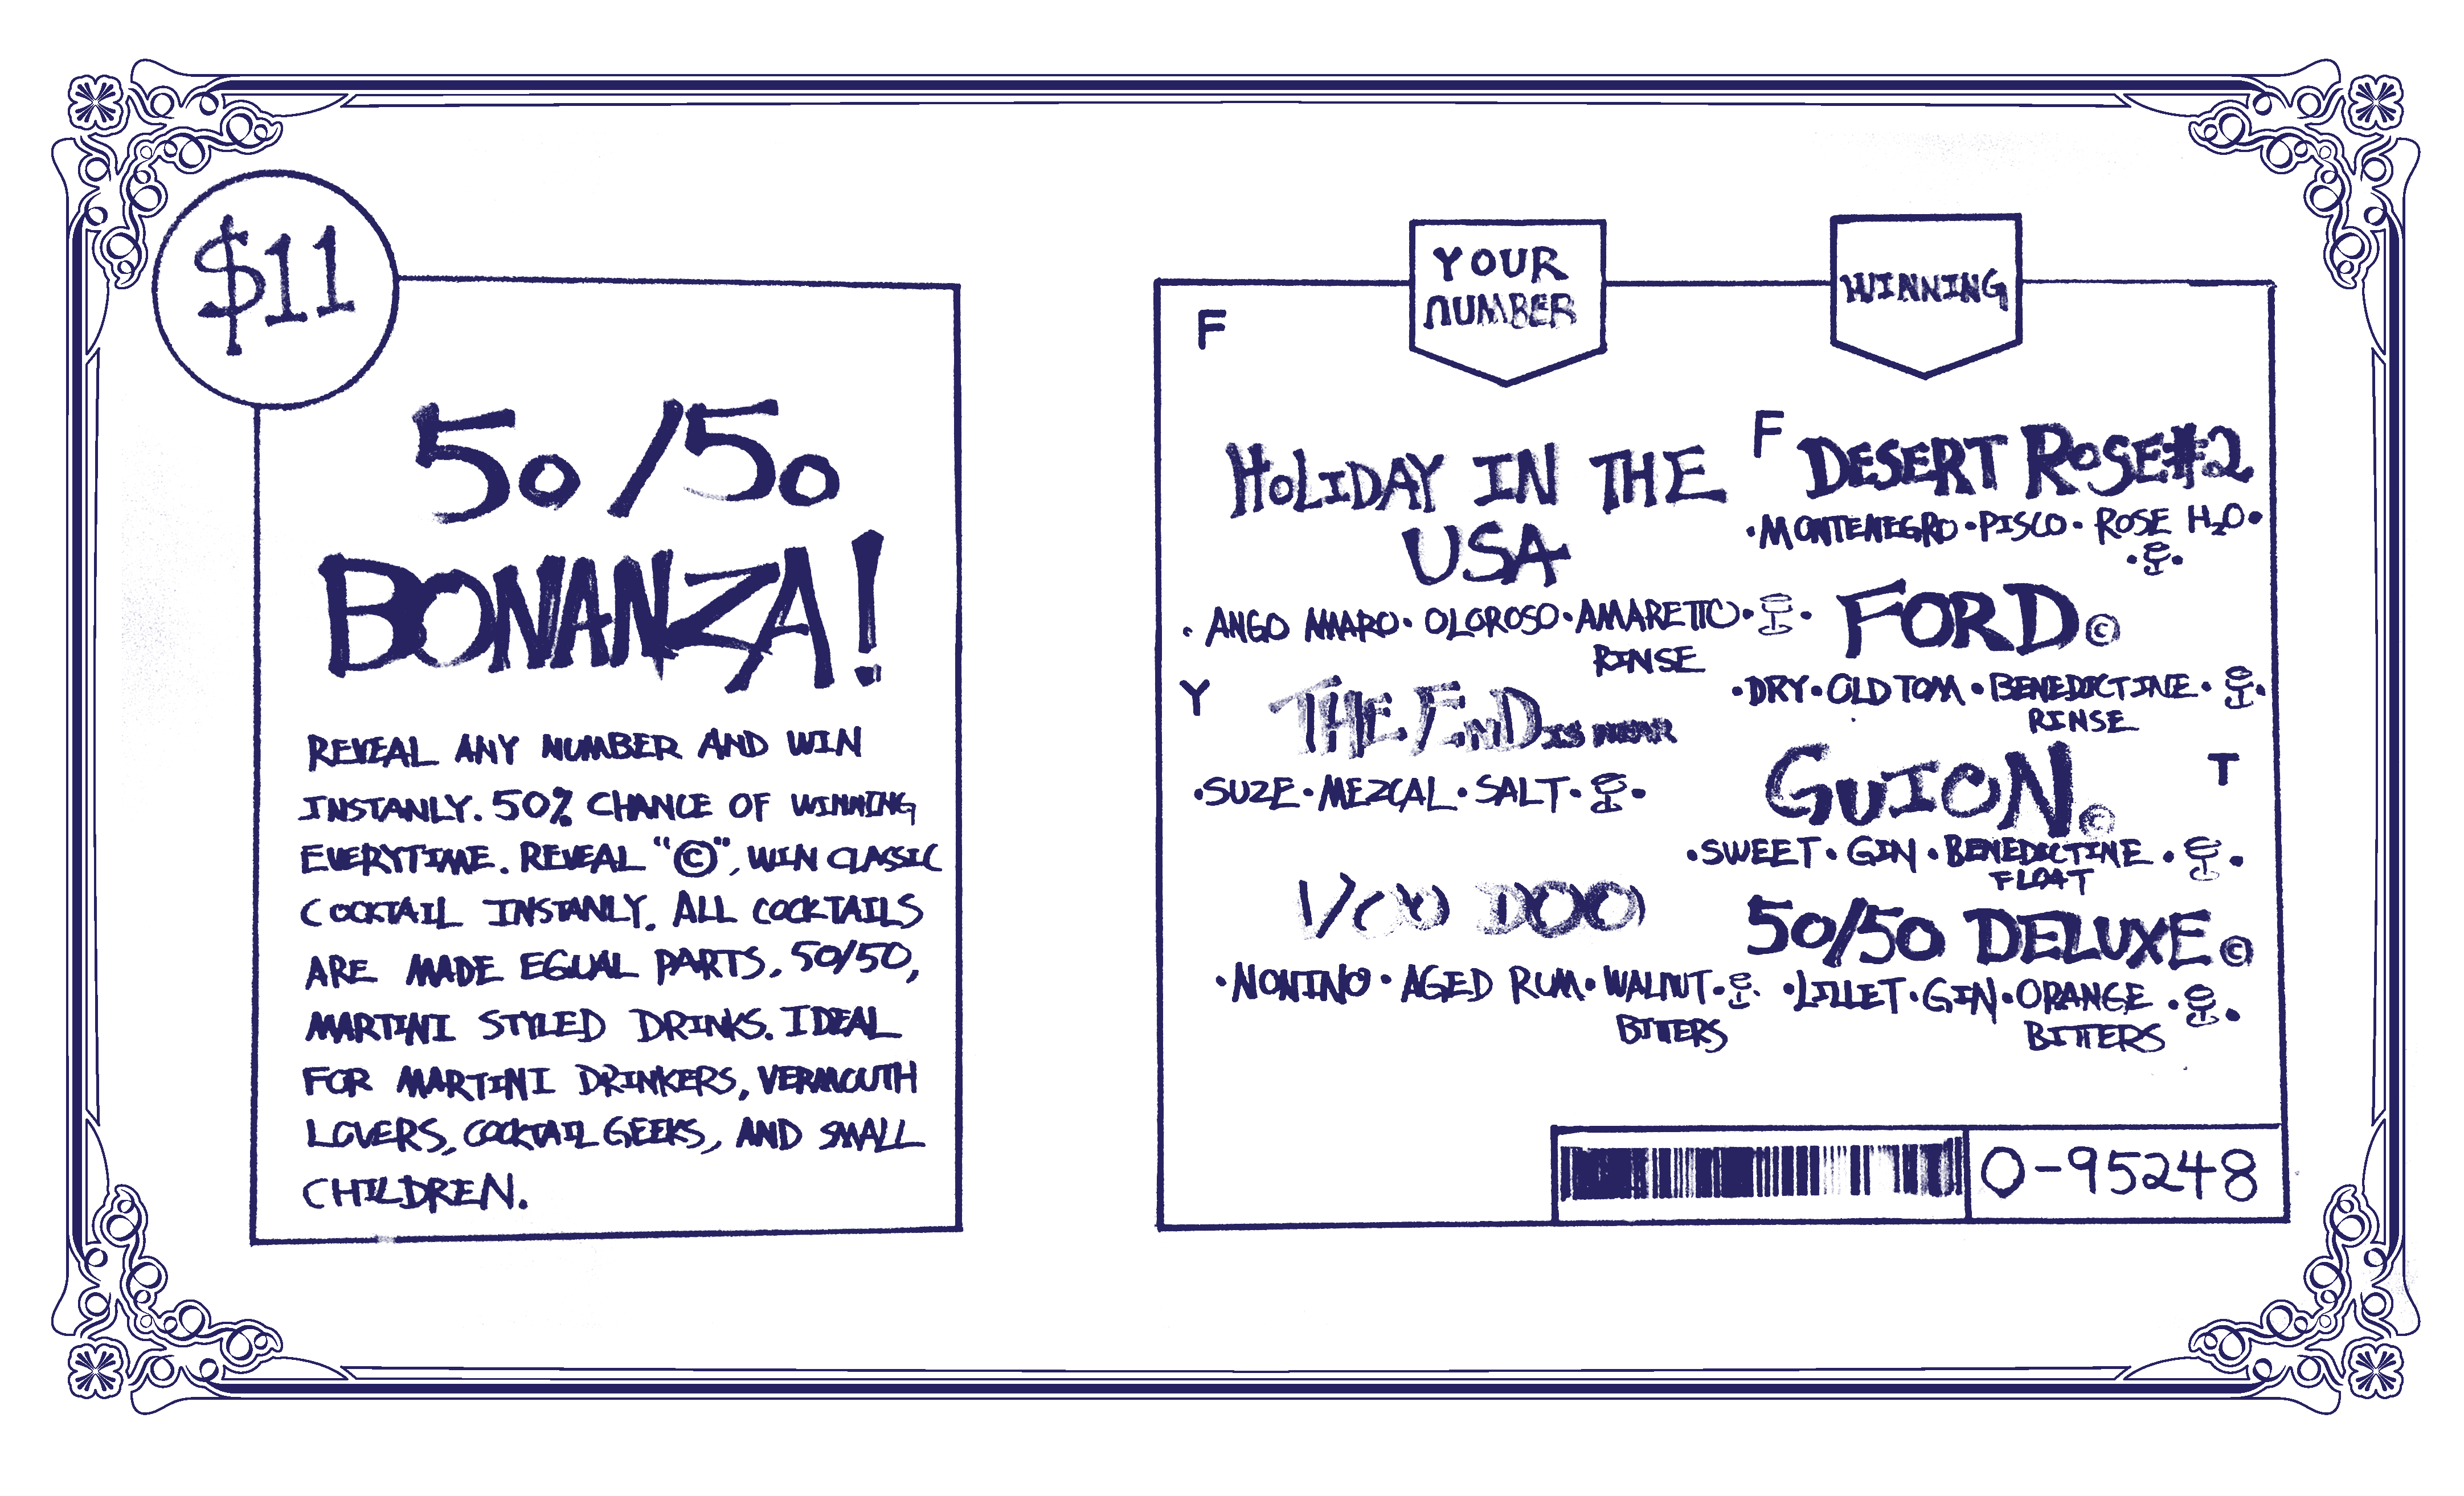 $11
50/50
BONANZA!
REVEAL ANY NUMBER AND WIN
INSTANLY. 50% CHANCE OF WINNING
EVERYTIME. REVEAL "©", WIN CLASSIC
COCKTAIL INSTANLY. ALL COCKTAILS
ARE MADE EQUAL PARTS, 50/50,
MARTINI STYLED DRINKS. IDEAL
FOR MARTINI DRINKERS, VERMOUTH
LOVERS, COCKTAIL GEEKS, AND SMALL
CHILDREN.
YOUR
NUMBER
F
HOLIDAY IN THE
USA
• ANGO AMARO • OLOROSO • AMARETTO •
RINSE
Y
THE END IS NEAR
• SUZE • MEZCAL • SALT •
VOO DOO
• NONINO • AGED RUM • WALNUT •
BITTERS
WINNING
F
DESERT ROSE #2
• MONTENEGRO • PISCO • ROSE H₂O •
FORD ©
• DRY • OLD TOM • BENEDICTINE •
RINSE
GUION ©
T
• SWEET • GIN • BENEDICTINE •
FLOAT
50/50 DELUXE ©
• LILLET • GIN • ORANGE •
BITTERS
0-95248